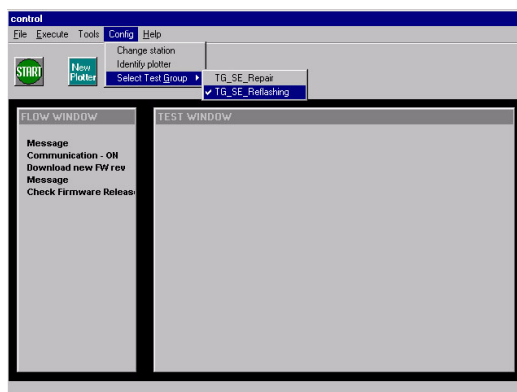 control
File Execute Tools Config Help
Change station
Identify plotter
Select Test Group
TG_SE_Repair
TG_SE_Reflashing
START
New
Plotter
FLOW WINDOW
TEST WINDOW
Message
Communication - ON
Download new FW rev
Message
Check Firmware Releas